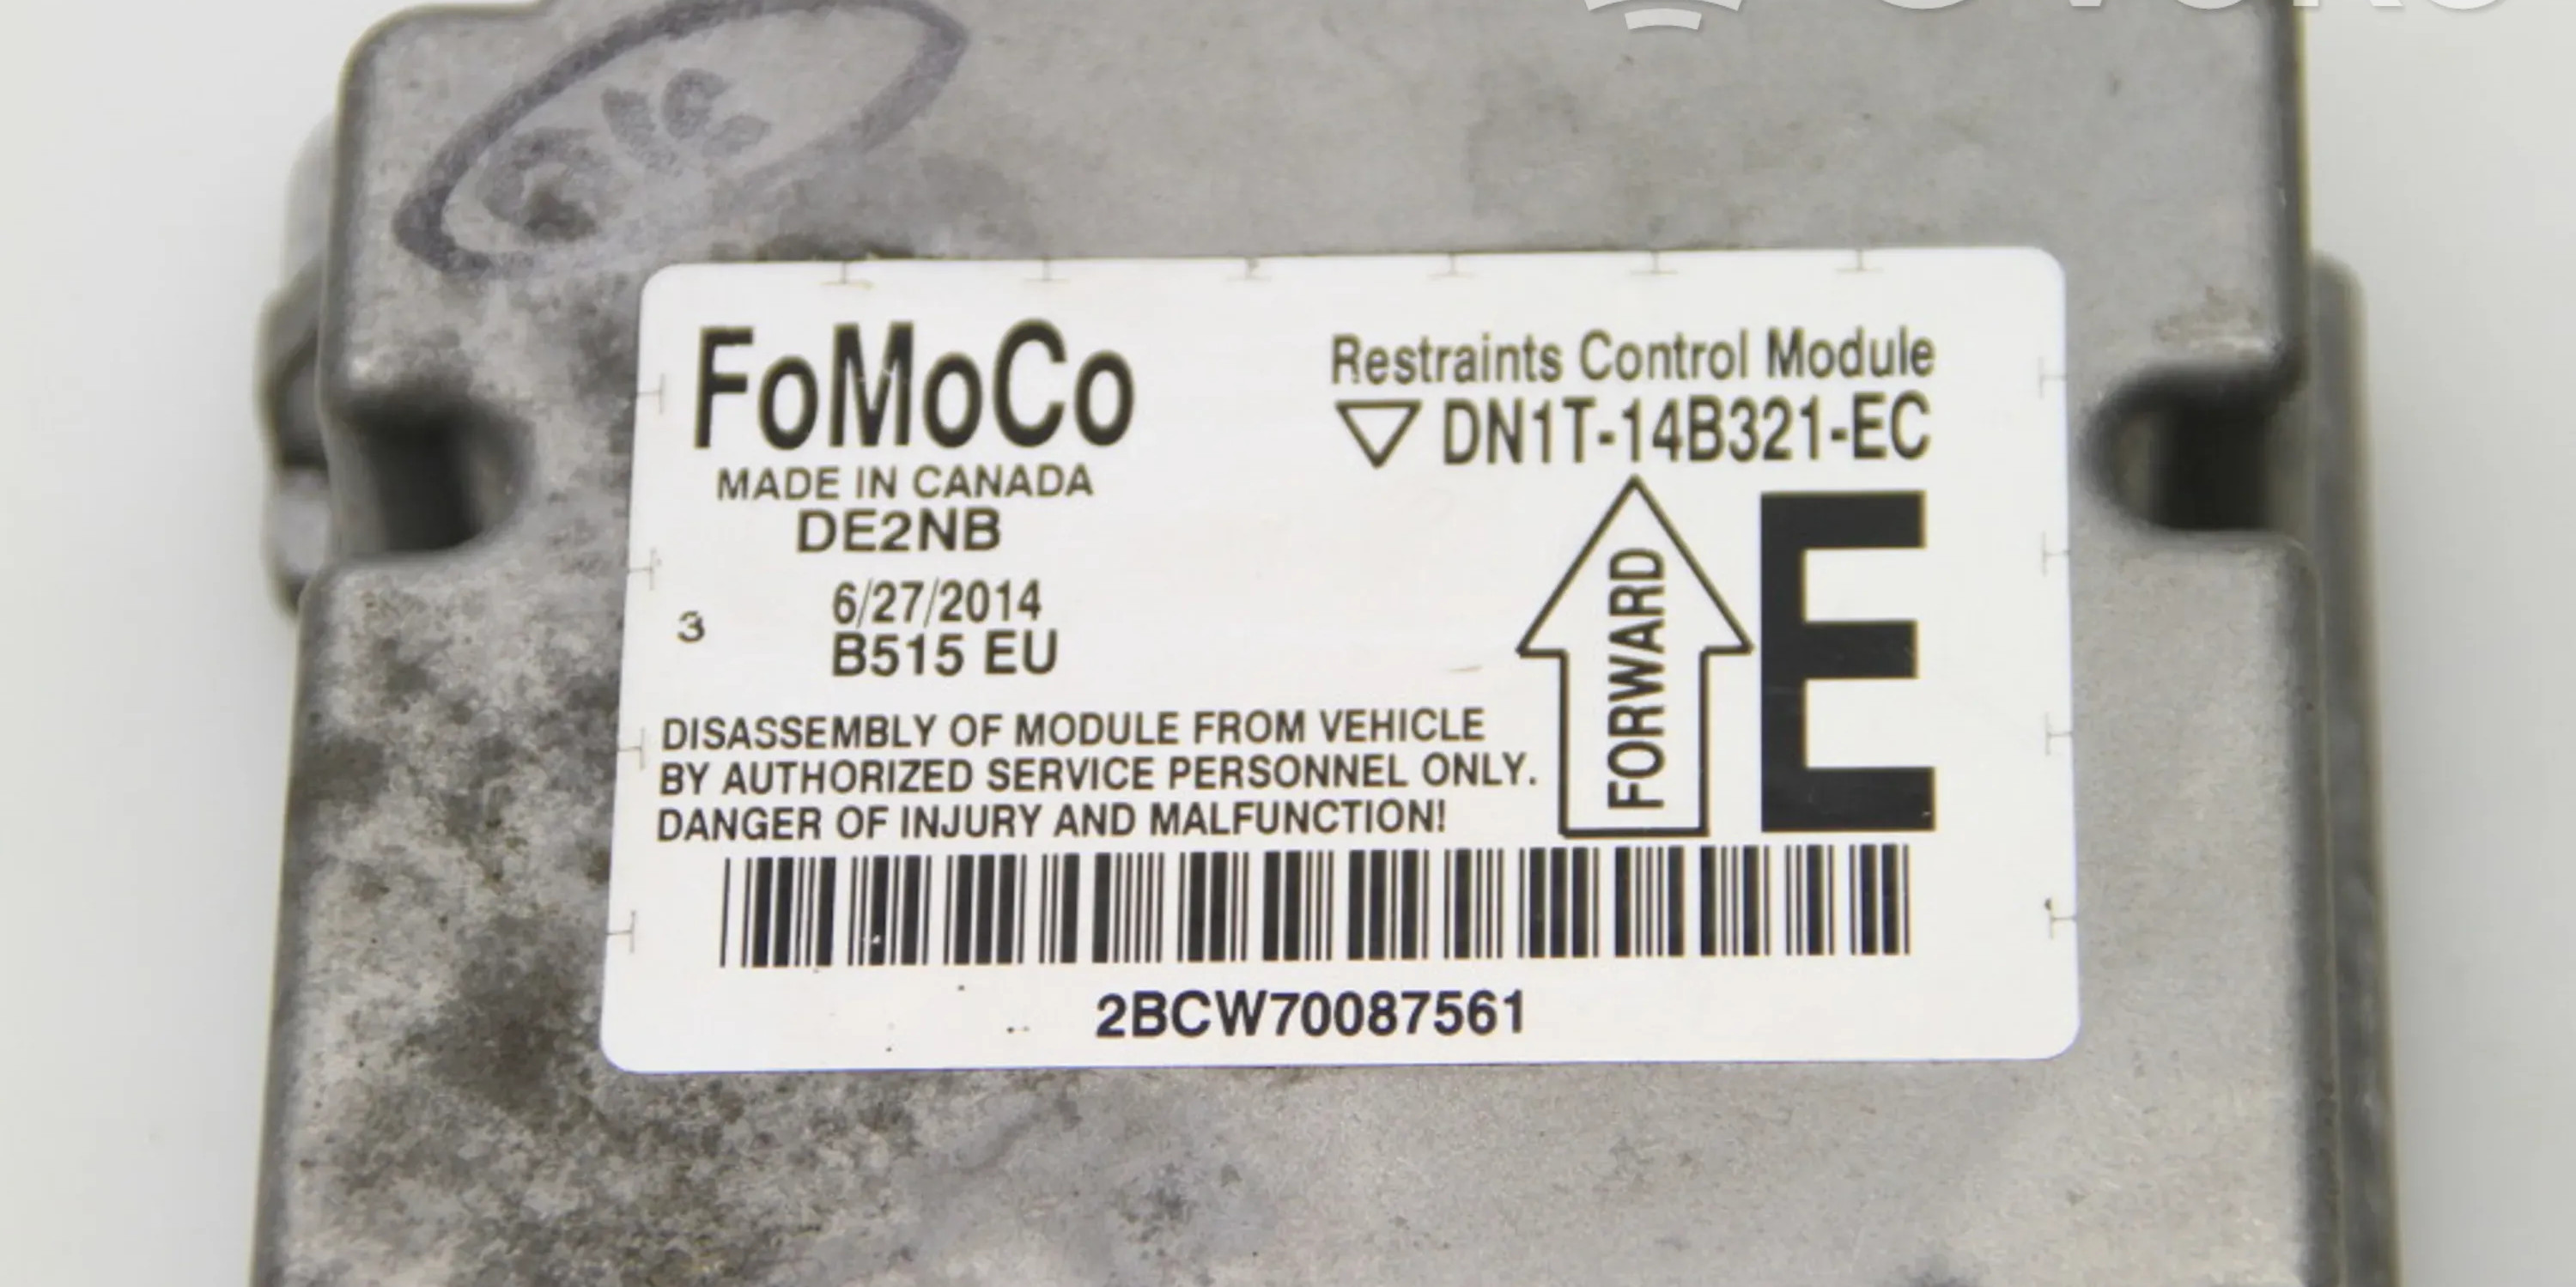 FoMoCo
MADE IN CANADA
DE2NB
6/27/2014
3
B515 EU
Restraints Control Module
DN1T-14B321-EC
FORWARD
E
DISASSEMBLY OF MODULE FROM VEHICLE
BY AUTHORIZED SERVICE PERSONNEL ONLY.
DANGER OF INJURY AND MALFUNCTION!
2BCW70087561